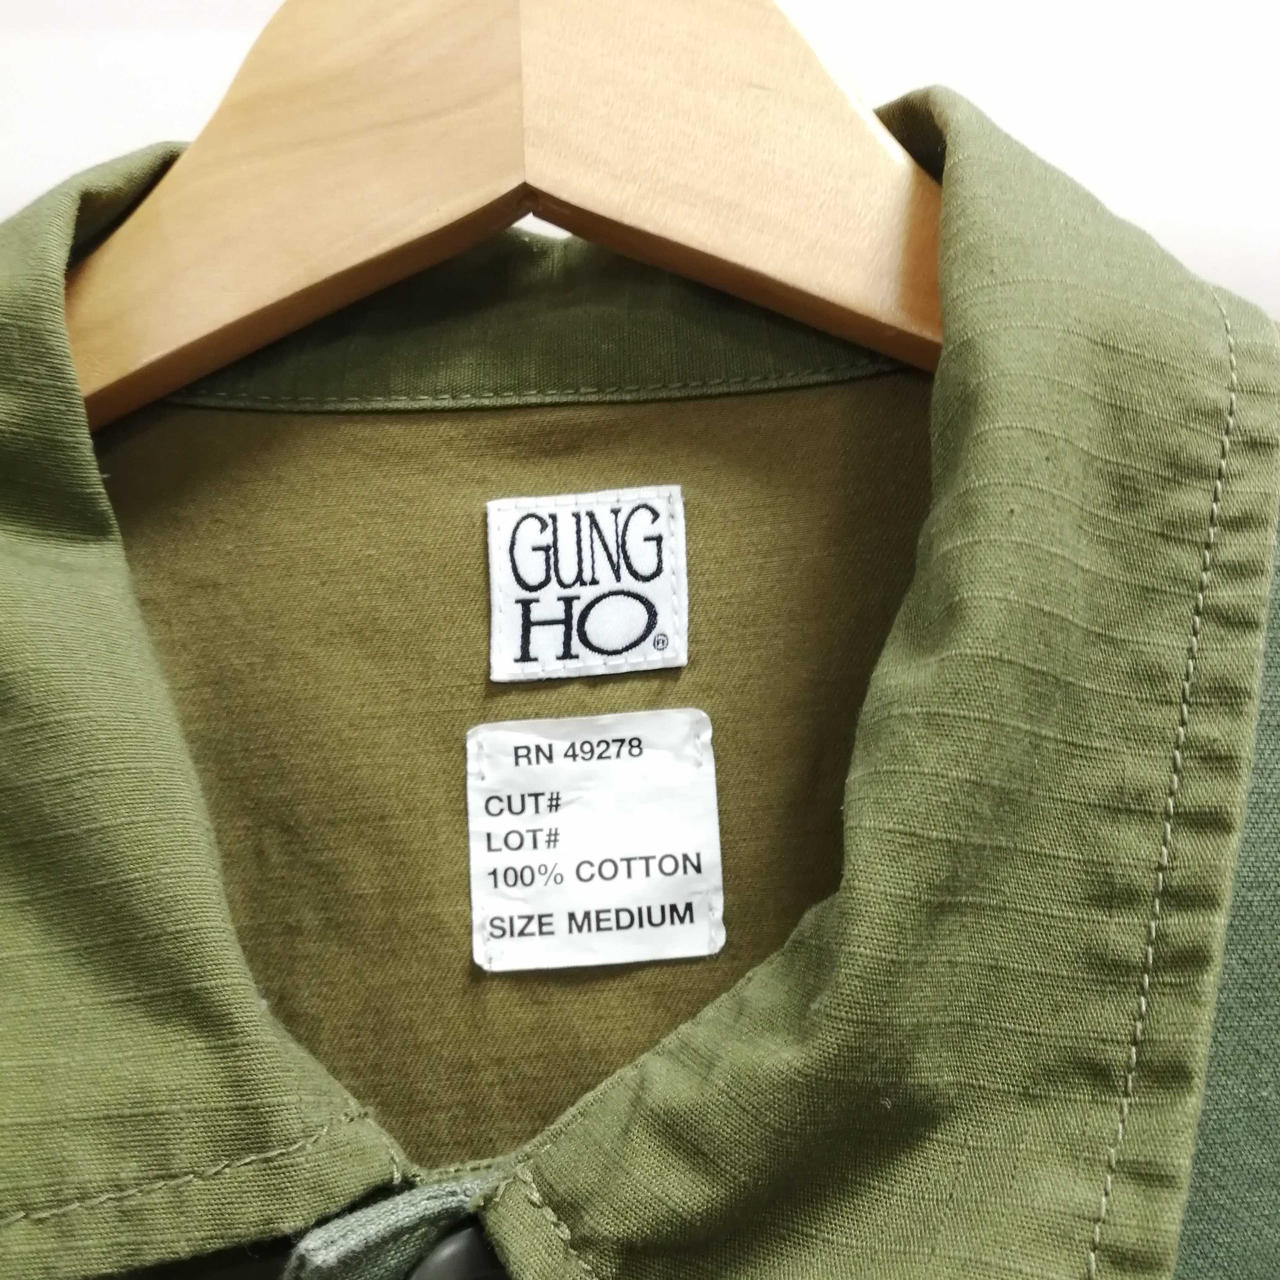 GUNG
HO
RN 49278
CUT#
LOT#
100% COTTON
SIZE MEDIUM